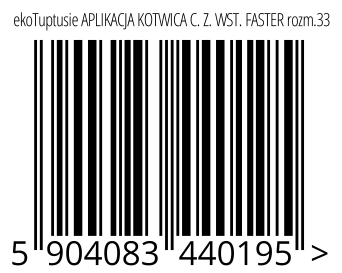 ekoTuptusie APLIKACJA KOTWICA C. Z. WST. FASTER rozm.33
5 904083 440195 >